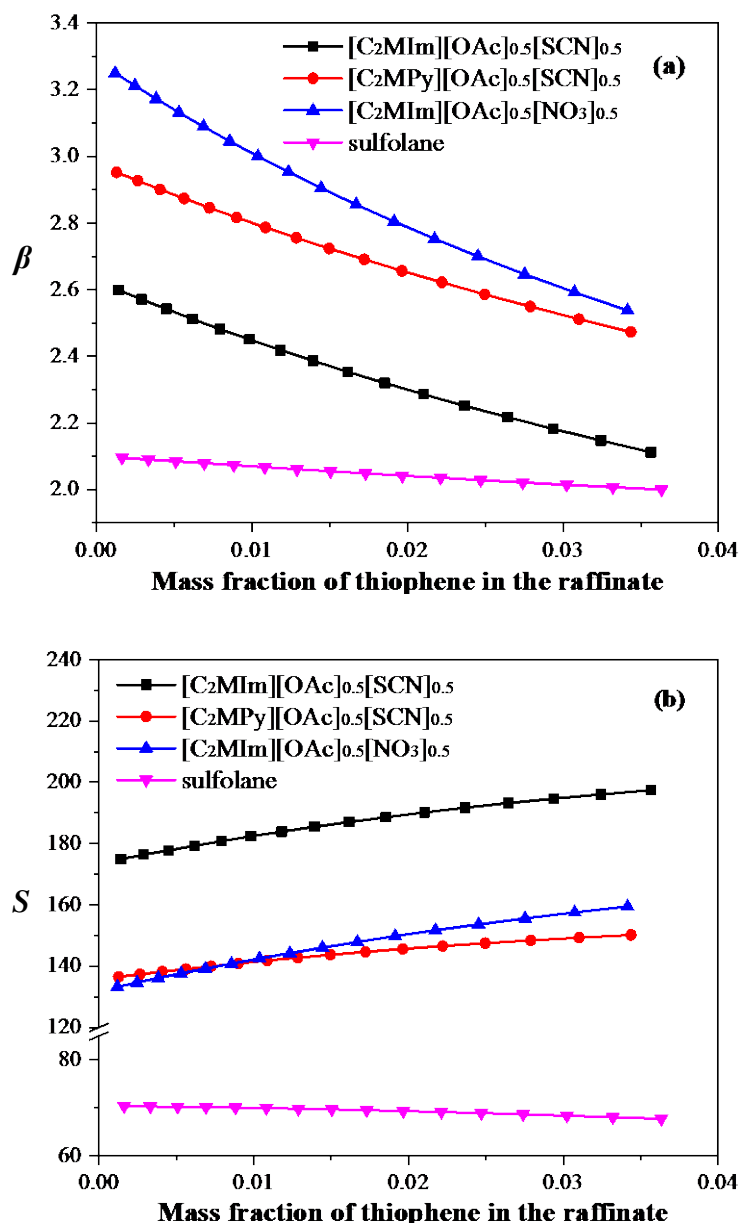 3.4
3.2
3.0
2.8
2.6
2.4
2.2
2.0
β
[C₂MIm][OAc]₀.₅[SCN]₀.₅
[C₂MPy][OAc]₀.₅[SCN]₀.₅
[C₂MIm][OAc]₀.₅[NO₃]₀.₅
sulfolane
(a)
0.00 0.01 0.02 0.03 0.04
Mass fraction of thiophene in the raffinate
240
220
200
180
160
140
120
80
60
S
[C₂MIm][OAc]₀.₅[SCN]₀.₅
[C₂MPy][OAc]₀.₅[SCN]₀.₅
[C₂MIm][OAc]₀.₅[NO₃]₀.₅
sulfolane
(b)
0.00 0.01 0.02 0.03 0.04
Mass fraction of thiophene in the raffinate